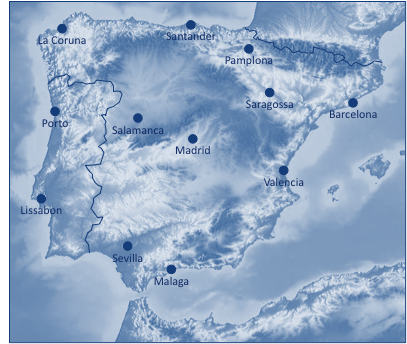 La Coruna
Santander
Pamplona
Saragossa
Barcelona
Porto
Salamanca
Madrid
Valencia
Lissabon
Sevilla
Malaga